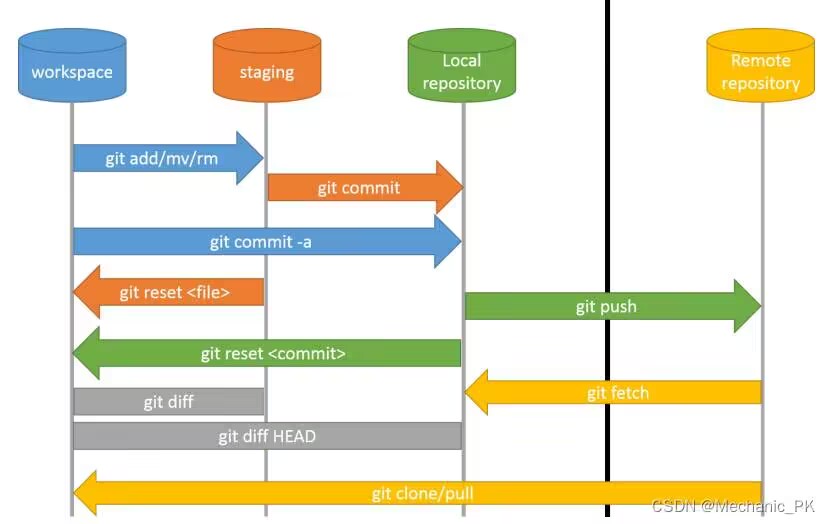 workspace
staging
Local
repository
Remote
repository
git add/mv/rm
git commit
git commit -a
git reset <file>
git push
git reset <commit>
git diff
git fetch
git diff HEAD
git clone/pull
CSDN @Mechanic_PK